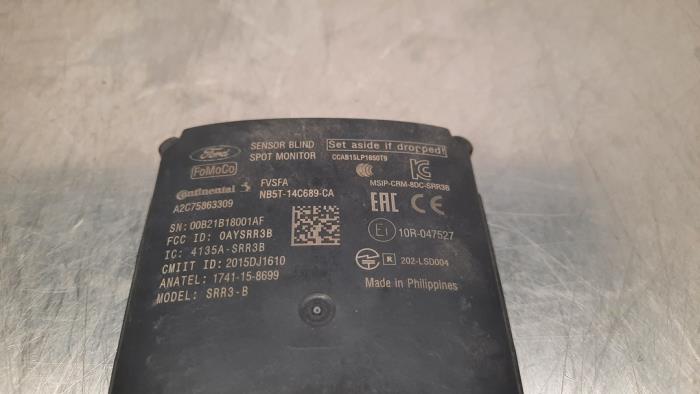 Ford
FoMoCo
SENSOR BLIND
SPOT MONITOR
Set aside if dropped!
CCAB15LP1650T9
Continental
A2C75863309
FVSFA
NB5T-14C689-CA
MSIP-CRM-8DC-SRR3B
EAC CE
SN: 00B21B18001AF
FCC ID: OAYSRR3B
IC: 4135A-SRR3B
CMIIT ID: 2015DJ1610
ANATEL: 1741-15-8699
MODEL: SRR3-B
E1 10R-047527
R 202-LSD004
Made in Philippines